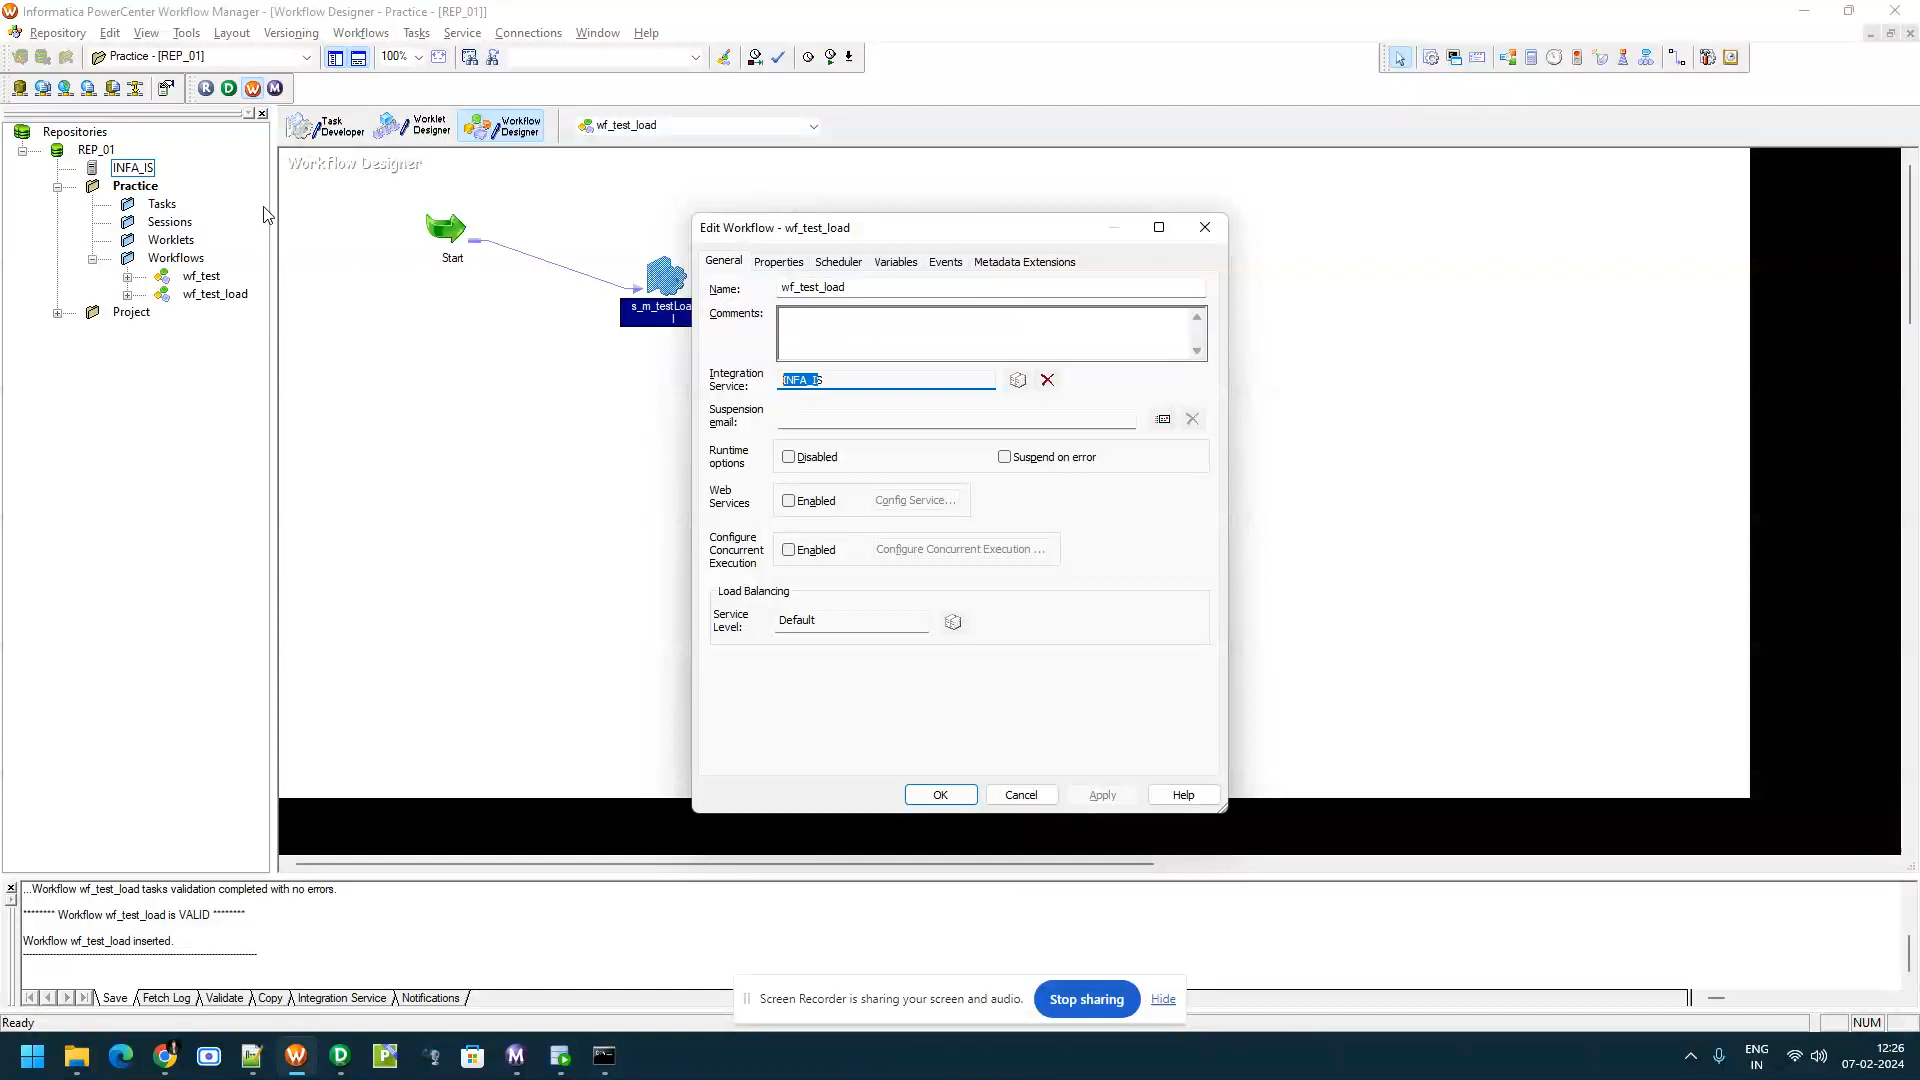 Informatica PowerCenter Workflow Manager - [Workflow Designer - Practice - [REP_01]]
Repository Edit View Tools Layout Versioning Workflows Tasks Service Connections Window Help
Practice - [REP_01]
100%
R D W M
Task Developer
Worklet Designer
Workflow Designer
wf_test_load
Repositories
REP_01
INFA_IS
Practice
Tasks
Sessions
Worklets
Workflows
wf_test
wf_test_load
Project
Workflow Designer
Start
s_m_testLoa
l
Edit Workflow - wf_test_load
General Properties Scheduler Variables Events Metadata Extensions
Name: wf_test_load
Comments:
Integration Service: INFA_IS
Suspension email:
Runtime options
Disabled
Suspend on error
Web Services
Enabled
Config Service...
Configure Concurrent Execution
Enabled
Configure Concurrent Execution ...
Load Balancing
Service Level: Default
OK Cancel Apply Help
...Workflow wf_test_load tasks validation completed with no errors.
******** Workflow wf_test_load is VALID ********
Workflow wf_test_load inserted.
Save Fetch Log Validate Copy Integration Service Notifications
Screen Recorder is sharing your screen and audio. Stop sharing Hide
Ready
NUM
ENG
IN
12:26
07-02-2024